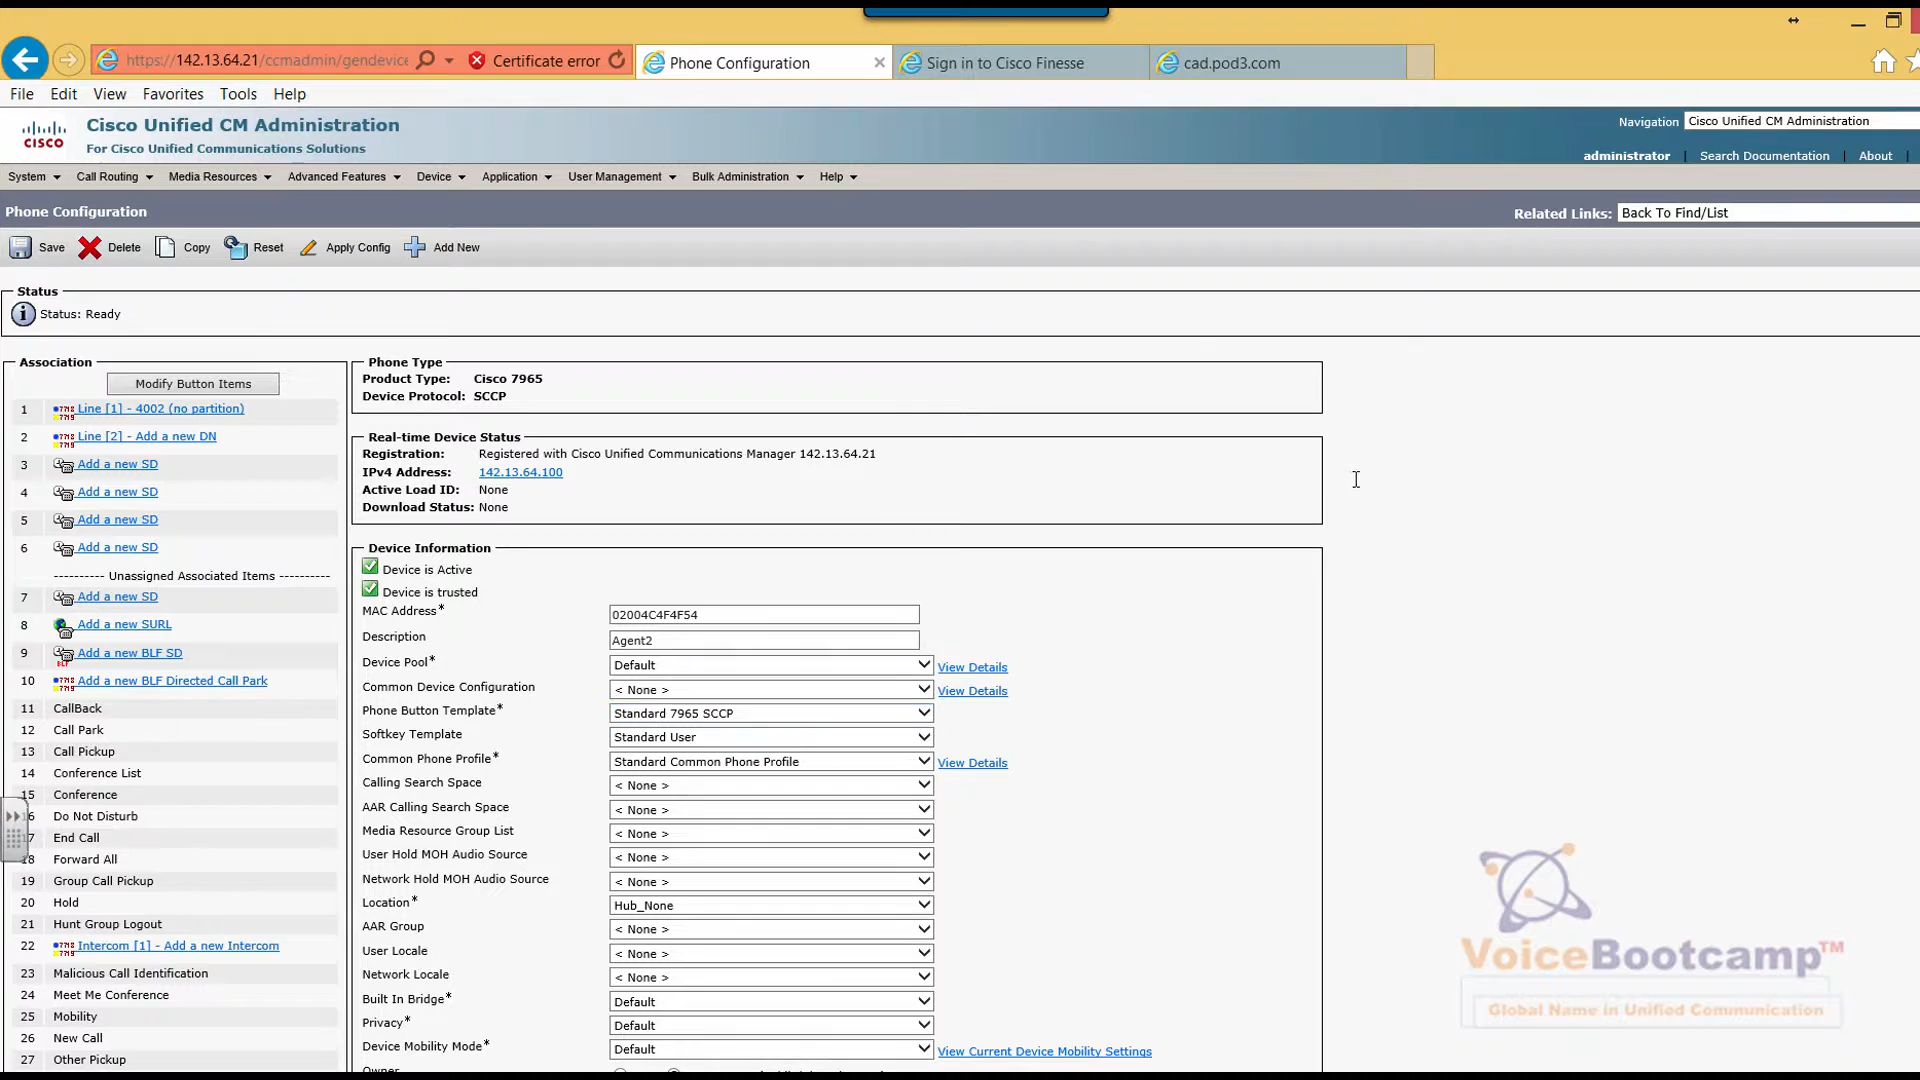 https://142.13.64.21/ccmadmin/gendevice
Certificate error
Phone Configuration
Sign in to Cisco Finesse
cad.pod3.com
File Edit View Favorites Tools Help
CISCO
Cisco Unified CM Administration
For Cisco Unified Communications Solutions
Navigation Cisco Unified CM Administration
administrator | Search Documentation | About |
System Call Routing Media Resources Advanced Features Device Application User Management Bulk Administration Help
Phone Configuration
Related Links: Back To Find/List
Save Delete Copy Reset Apply Config Add New
Status
Status: Ready
Association
Modify Button Items
1 Line [1] - 4002 (no partition)
2 Line [2] - Add a new DN
3 Add a new SD
4 Add a new SD
5 Add a new SD
6 Add a new SD
---------- Unassigned Associated Items ----------
7 Add a new SD
8 Add a new SURL
9 Add a new BLF SD
10 Add a new BLF Directed Call Park
11 CallBack
12 Call Park
13 Call Pickup
14 Conference List
15 Conference
16 Do Not Disturb
17 End Call
18 Forward All
19 Group Call Pickup
20 Hold
21 Hunt Group Logout
22 Intercom [1] - Add a new Intercom
23 Malicious Call Identification
24 Meet Me Conference
25 Mobility
26 New Call
27 Other Pickup
Phone Type
Product Type: Cisco 7965
Device Protocol: SCCP
Real-time Device Status
Registration: Registered with Cisco Unified Communications Manager 142.13.64.21
IPv4 Address: 142.13.64.100
Active Load ID: None
Download Status: None
Device Information
Device is Active
Device is trusted
MAC Address* 02004C4F4F54
Description Agent2
Device Pool* Default View Details
Common Device Configuration < None > View Details
Phone Button Template* Standard 7965 SCCP
Softkey Template Standard User
Common Phone Profile* Standard Common Phone Profile View Details
Calling Search Space < None >
AAR Calling Search Space < None >
Media Resource Group List < None >
User Hold MOH Audio Source < None >
Network Hold MOH Audio Source < None >
Location* Hub_None
AAR Group < None >
User Locale < None >
Network Locale < None >
Built In Bridge* Default
Privacy* Default
Device Mobility Mode* Default View Current Device Mobility Settings
Owner
VoiceBootcamp™
Global Name in Unified Communication